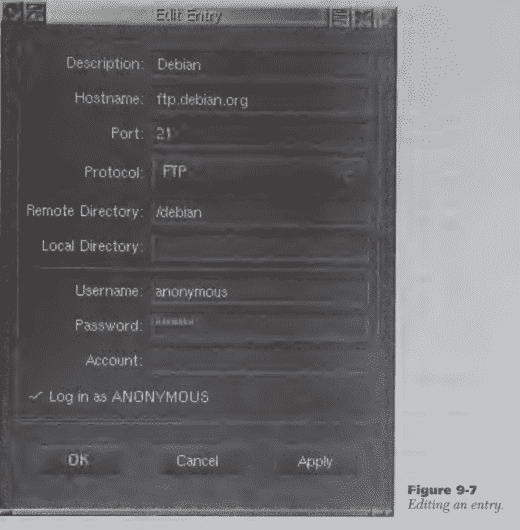 Edit Entry
Description: Debian
Hostname: ftp.debian.org
Port: 21
Protocol: FTP
Remote Directory: /debian
Local Directory:
Username: anonymous
Password: ********
Account:
✓ Log in as ANONYMOUS
OK Cancel Apply
Figure 9-7
Editing an entry.